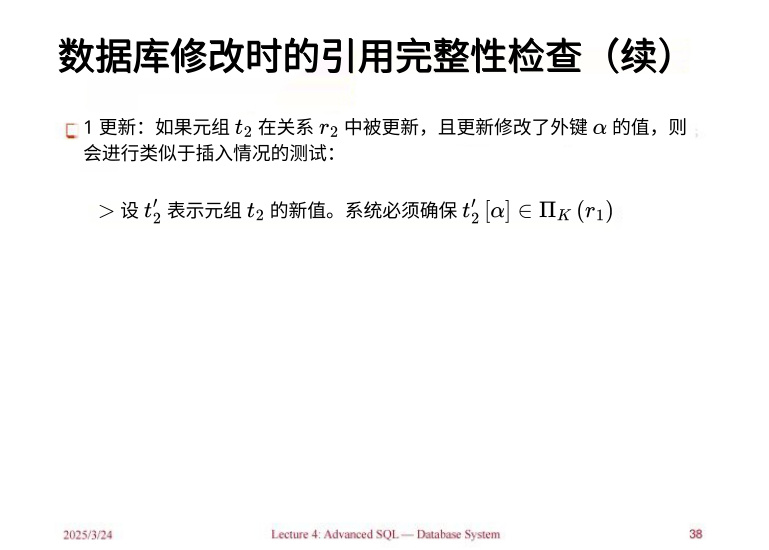 数据库修改时的引用完整性检查（续）
1 更新：如果元组 $t_2$ 在关系 $r_2$ 中被更新，且更新修改了外键 $\alpha$ 的值，则
会进行类似于插入情况的测试：
> 设 $t_2'$ 表示元组 $t_2$ 的新值。系统必须确保 $t_2'[\alpha] \in \Pi_K(r_1)$
2025/3/24 Lecture 4: Advanced SQL — Database System 38